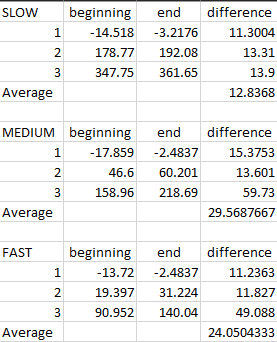 SLOW beginning end difference
1 -14.518 -3.2176 11.3004
2 178.77 192.08 13.31
3 347.75 361.65 13.9
Average 12.8368
MEDIUM beginning end difference
1 -17.859 -2.4837 15.3753
2 46.6 60.201 13.601
3 158.96 218.69 59.73
Average 29.5687667
FAST beginning end difference
1 -13.72 -2.4837 11.2363
2 19.397 31.224 11.827
3 90.952 140.04 49.088
Average 24.0504333